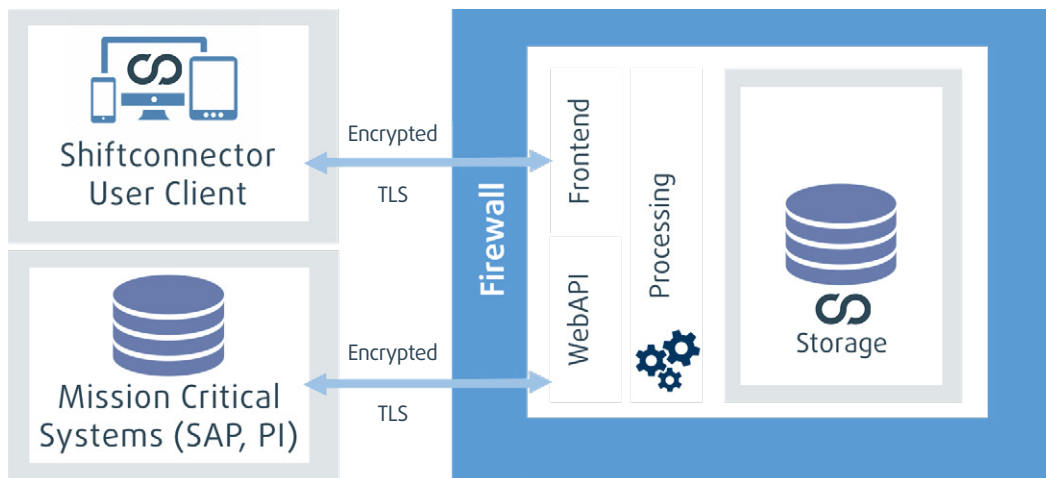 Shiftconnector
User Client
Encrypted
TLS
Mission Critical
Systems (SAP, PI)
Encrypted
TLS
Firewall
Frontend
WebAPI
Processing
Storage